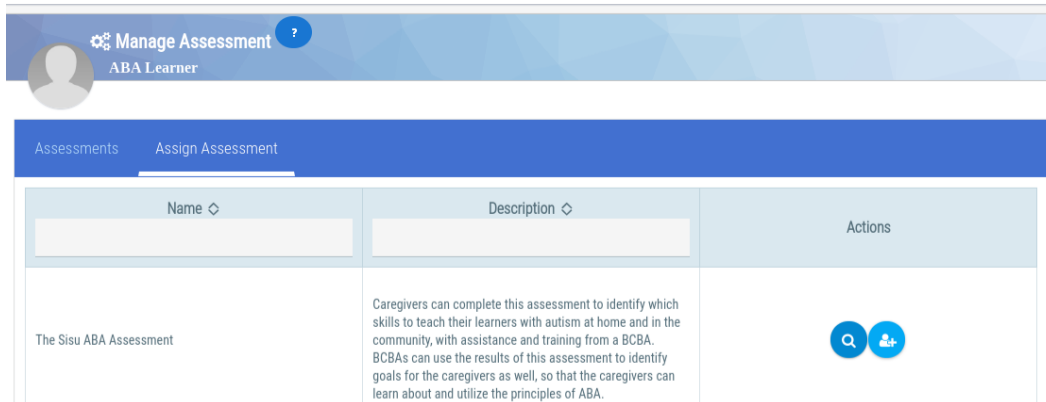 Manage Assessment ?
ABA Learner
Assessments Assign Assessment
Name Description Actions
The Sisu ABA Assessment
Caregivers can complete this assessment to identify which
skills to teach their learners with autism at home and in the
community, with assistance and training from a BCBA.
BCBAs can use the results of this assessment to identify
goals for the caregivers as well, so that the caregivers can
learn about and utilize the principles of ABA.